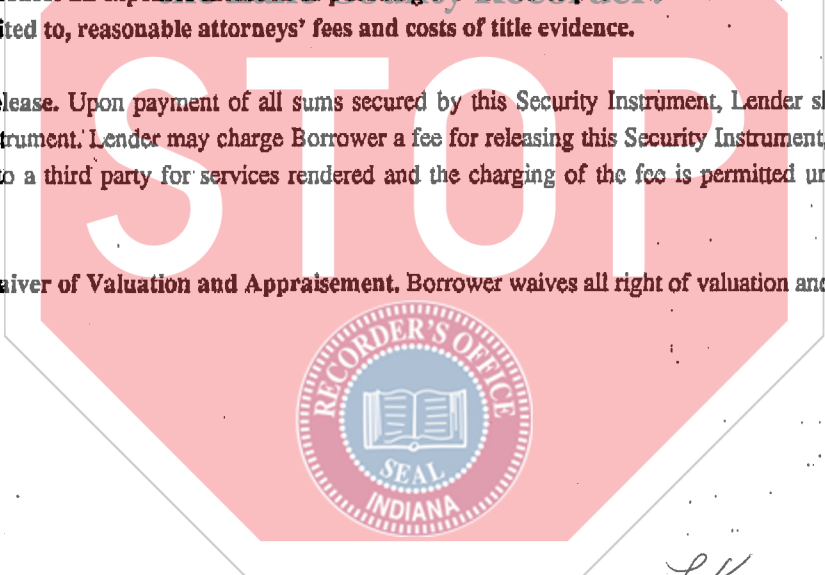 County Recorder!
ited to, reasonable attorneys' fees and costs of title evidence.
STOP
lease. Upon payment of all sums secured by this Security Instrument, Lender sh
trument. Lender may charge Borrower a fee for releasing this Security Instrument,
o a third party for services rendered and the charging of the fee is permitted un
aiver of Valuation and Appraisement. Borrower waives all right of valuation and
RECORDER'S OFFICE
SEAL
INDIANA